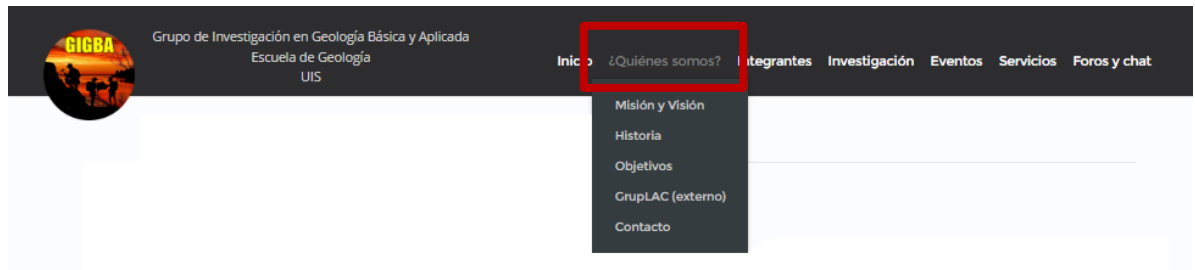 GIGBA
Grupo de Investigación en Geología Básica y Aplicada
Escuela de Geología
UIS
Inicio ¿Quiénes somos? Integrantes Investigación Eventos Servicios Foros y chat
Misión y Visión
Historia
Objetivos
GrupLAC (externo)
Contacto